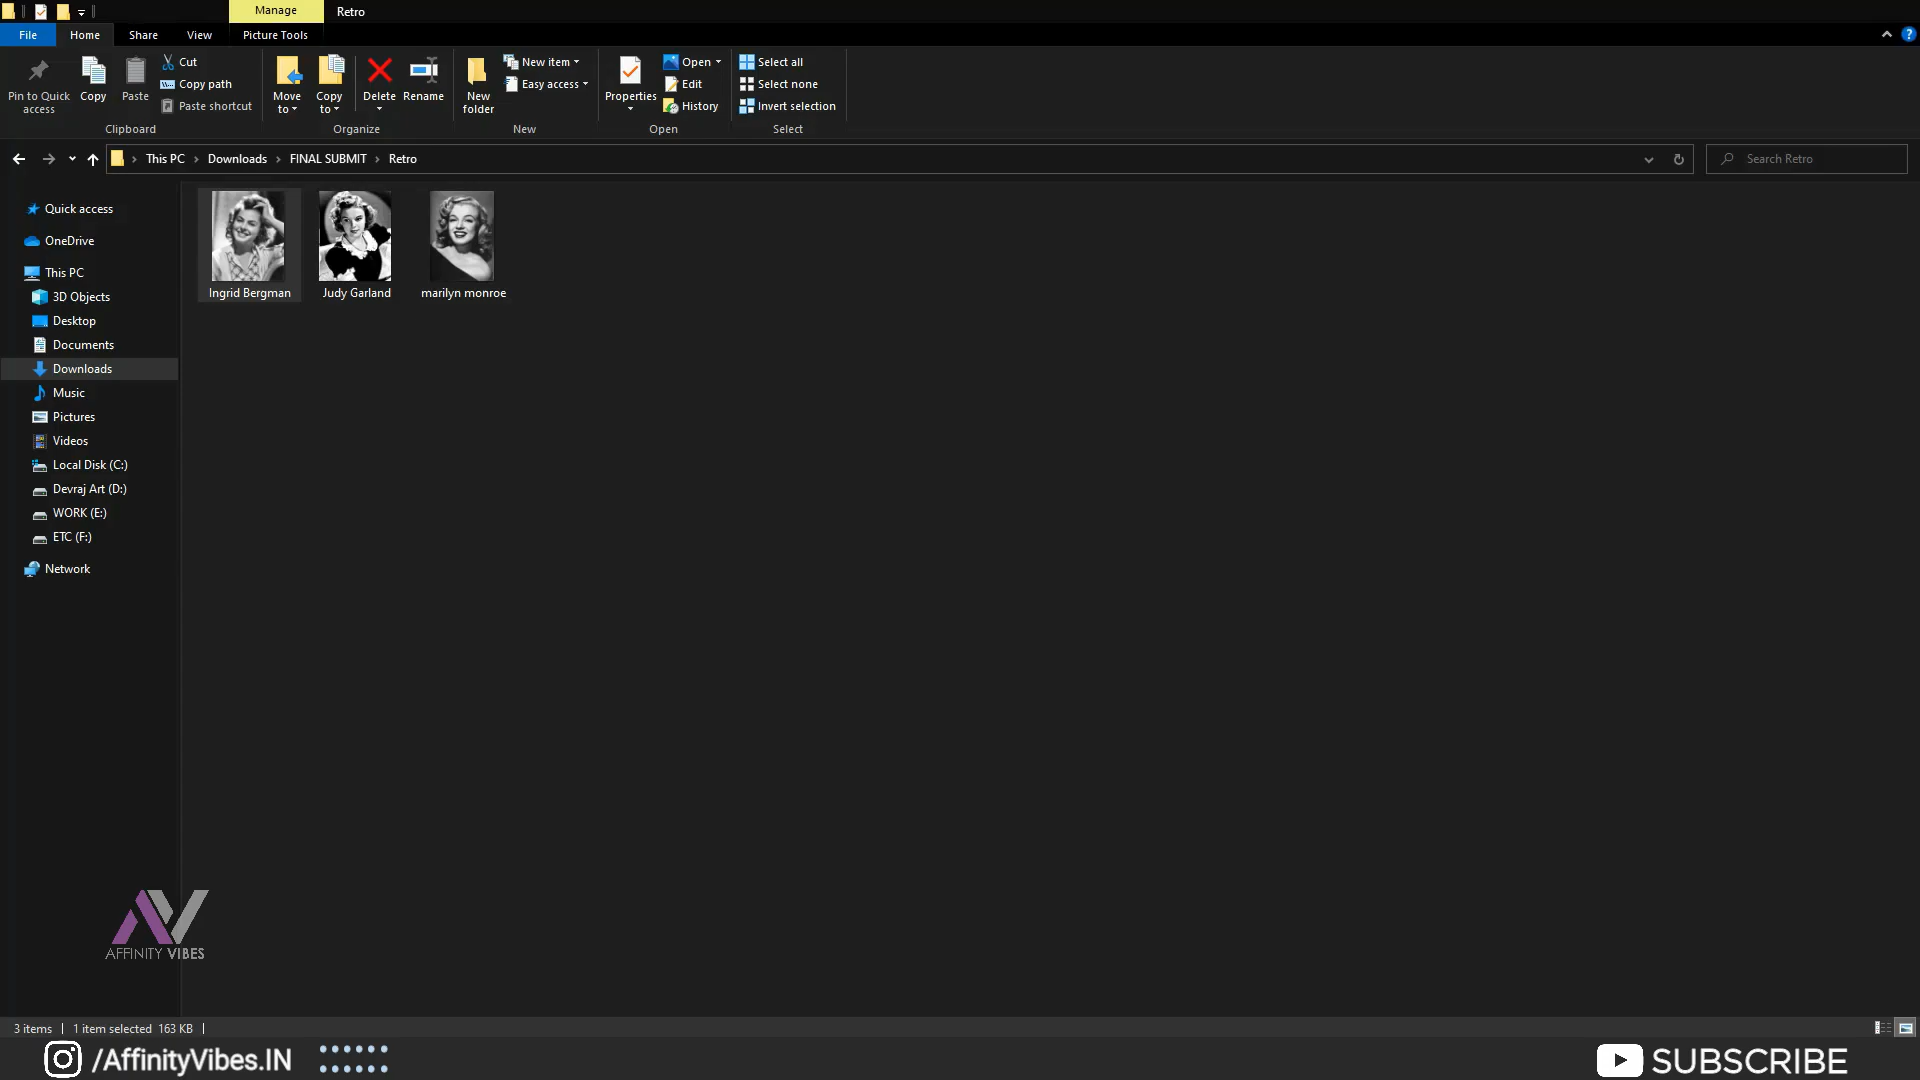 Manage
Retro
File
Home
Share
View
Picture Tools
Pin to Quick
access
Copy
Paste
Cut
Copy path
Paste shortcut
Clipboard
Move
to
Copy
to
Delete
Rename
Organize
New
folder
New item
Easy access
New
Properties
Open
Edit
History
Open
Select all
Select none
Invert selection
Select
This PC
Downloads
FINAL SUBMIT
Retro
Search Retro
Quick access
OneDrive
This PC
3D Objects
Desktop
Documents
Downloads
Music
Pictures
Videos
Local Disk (C:)
Devraj Art (D:)
WORK (E:)
ETC (F:)
Network
Ingrid Bergman
Judy Garland
marilyn monroe
AFFINITY VIBES
3 items
1 item selected 163 KB
/AffinityVibes.IN
SUBSCRIBE